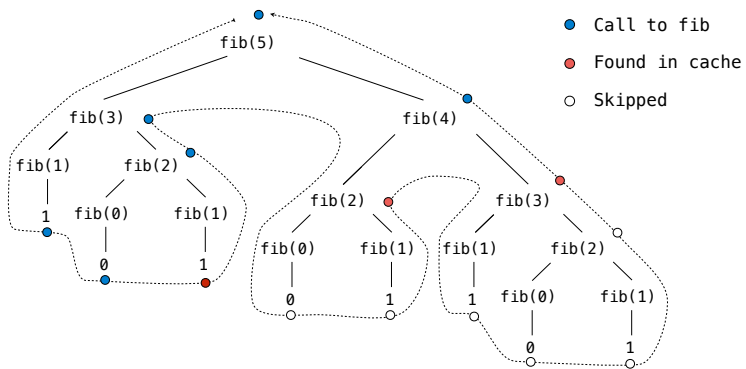 Call to fib
fib(5)
Found in cache
Skipped
fib(3)
fib(4)
fib(1)
fib(2)
fib(2)
fib(3)
1
fib(0)
fib(1)
fib(0)
fib(1)
fib(1)
fib(2)
0
1
0
1
1
fib(0)
fib(1)
0
1